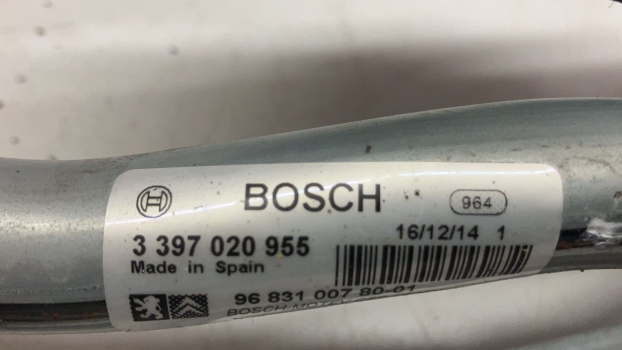 BOSCH 964
3 397 020 955 16/12/14 1
Made in Spain
96 831 007 80-01